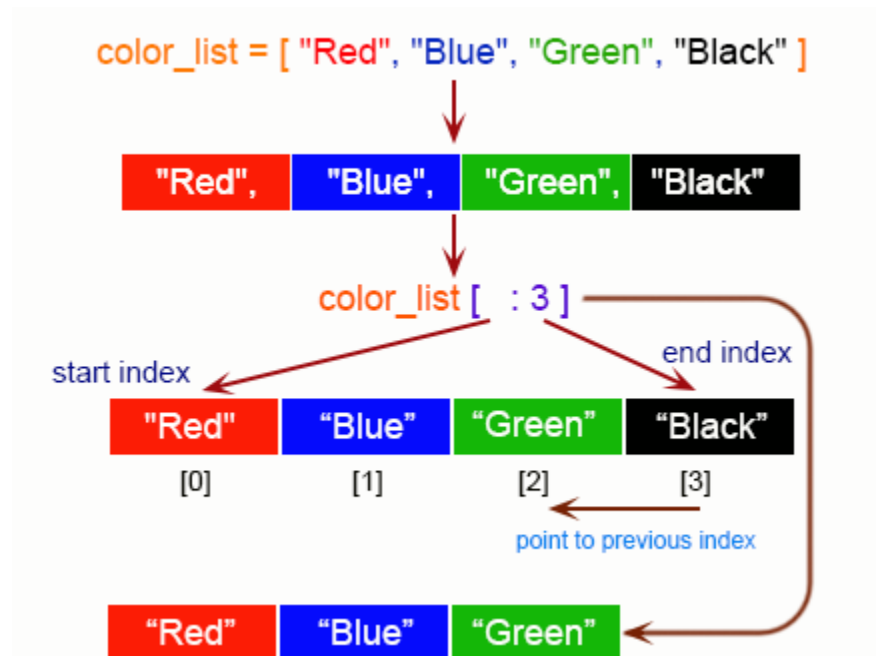 color_list = [ "Red", "Blue", "Green", "Black" ]
"Red", "Blue", "Green", "Black"
color_list [ : 3 ]
start index
end index
"Red" “Blue” “Green” “Black”
[0] [1] [2] [3]
point to previous index
“Red” “Blue” “Green”